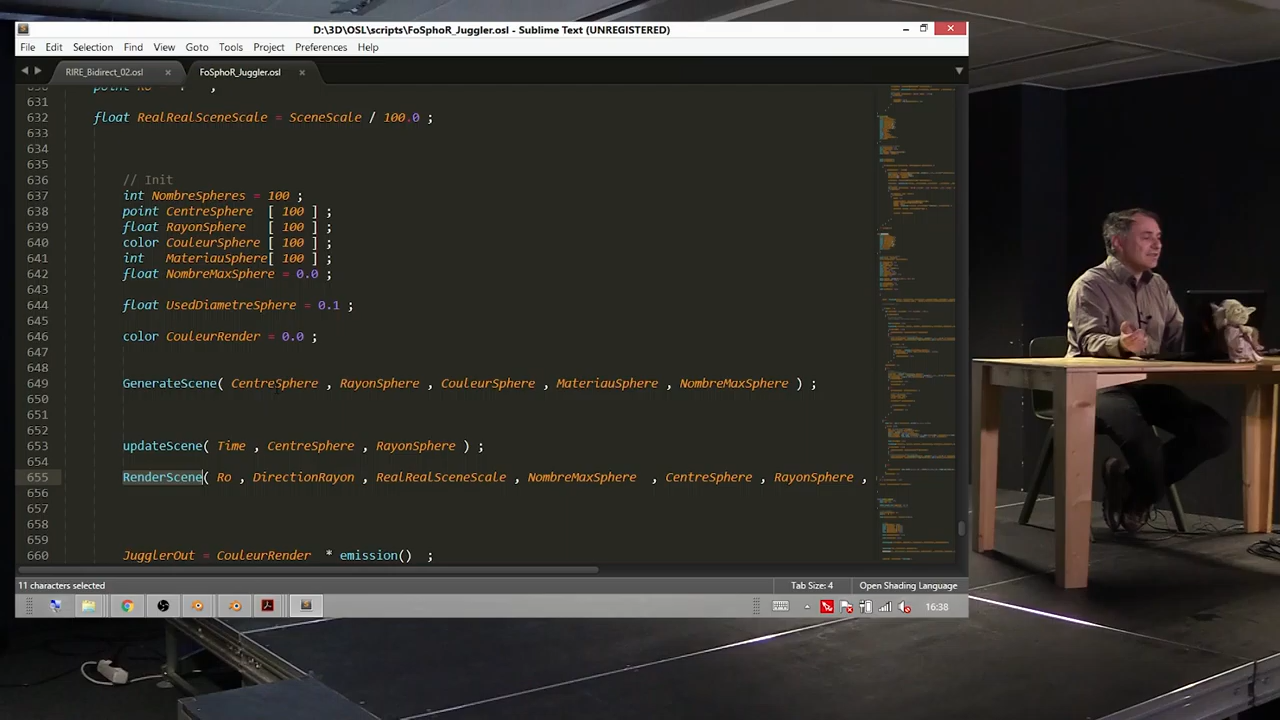 D:\3D\OSL\scripts\FoSphoR_Juggler.osl - Sublime Text (UNREGISTERED)
File Edit Selection Find View Goto Tools Project Preferences Help
RIRE_Bidirect_02.osl × FoSphoR_Juggler.osl ×
631
632 float RealRealSceneScale = SceneScale / 100.0 ;
633
634
635
636 // Init
637 int NombreSpheres = 100 ;
638 point CentreSphere [ 100 ] ;
639 float RayonSphere [ 100 ] ;
640 color CouleurSphere [ 100 ] ;
641 int MateriauSphere[ 100 ] ;
642 float NombreMaxSphere = 0.0 ;
643
644 float UsedDiametreSphere = 0.1 ;
645
646 color CouleurRender = 0.0 ;
647
648
649 GenerateScene( CentreSphere , RayonSphere , CouleurSphere , MateriauSphere , NombreMaxSphere ) ;
650
651
652
653 updateScene( Time , CentreSphere , RayonSphere ) ;
654
655 RenderScene( Ro , DirectionRayon , RealRealSceneScale , NombreMaxSphere , CentreSphere , RayonSphere ,
656
657
658
659
660 JugglerOut = CouleurRender * emission() ;
11 characters selected Tab Size: 4 Open Shading Language
16:38